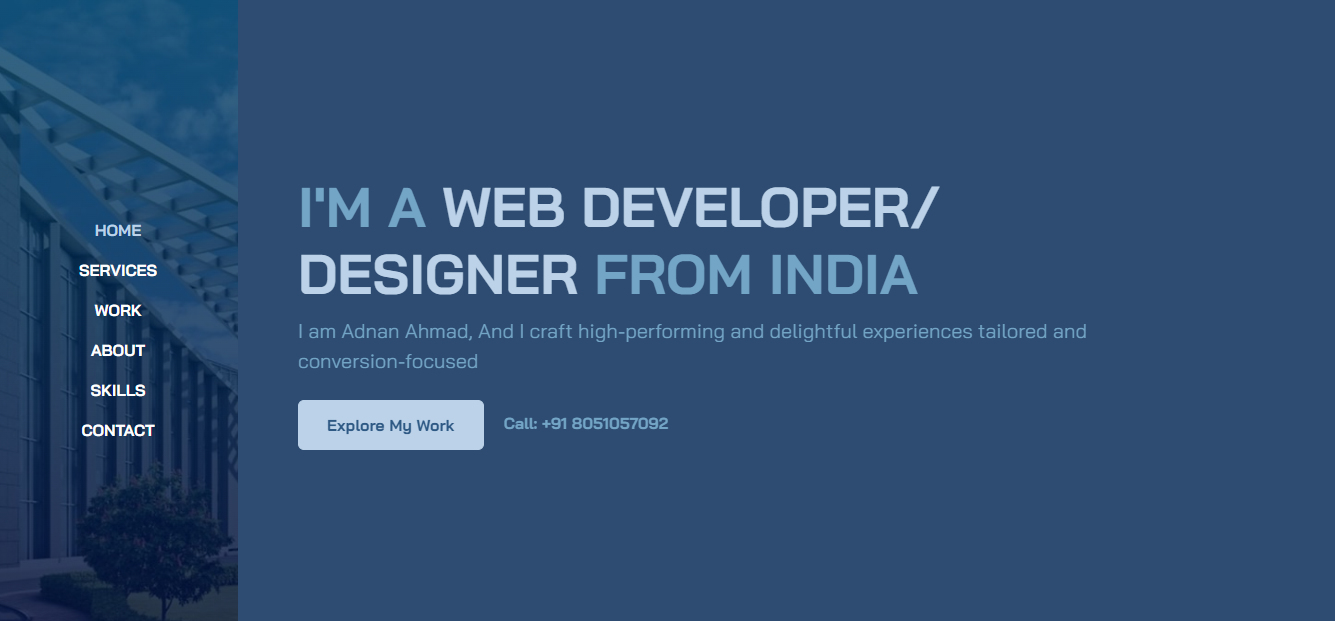 HOME
SERVICES
WORK
ABOUT
SKILLS
CONTACT
I'M A WEB DEVELOPER/
DESIGNER FROM INDIA
I am Adnan Ahmad, And I craft high-performing and delightful experiences tailored and
conversion-focused
Explore My Work
Call: +91 8051057092